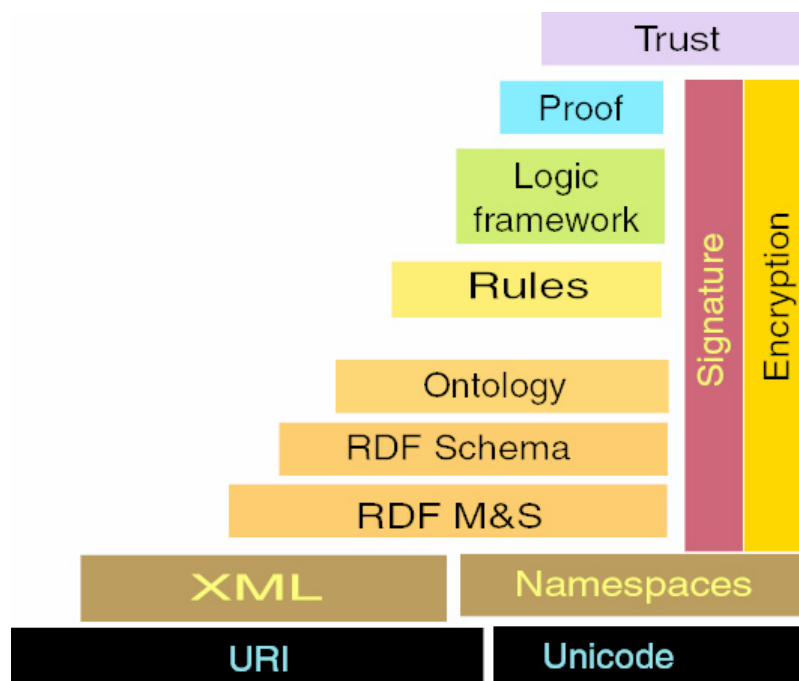 Trust
Proof
Logic
framework
Rules
Ontology
RDF Schema
RDF M&S
Signature
Encryption
XML
Namespaces
URI
Unicode